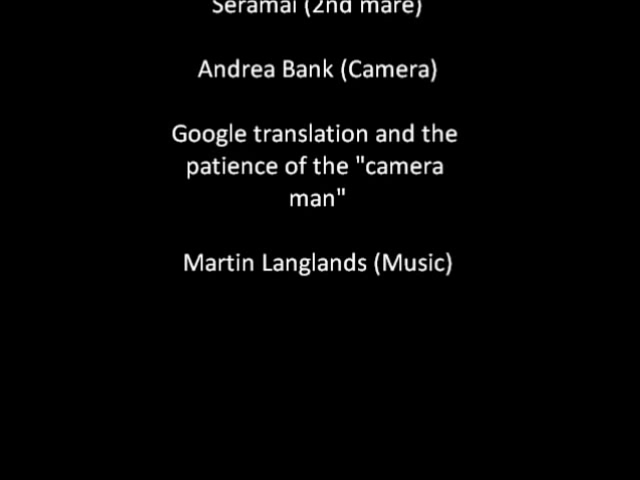 Seramai (2nd mare)
Andrea Bank (Camera)
Google translation and the
patience of the "camera
man"
Martin Langlands (Music)